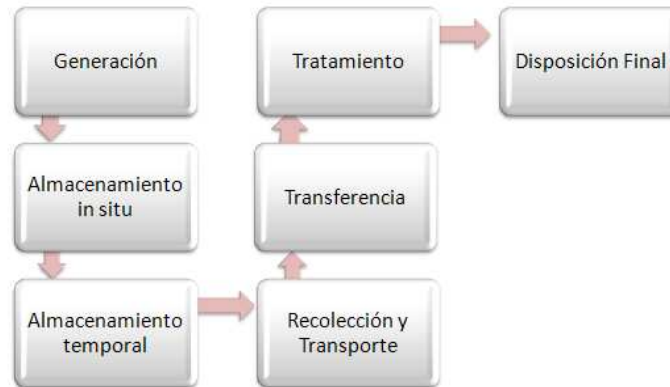 Generación
Almacenamiento
in situ
Almacenamiento
temporal
Recolección y
Transporte
Transferencia
Tratamiento
Disposición Final